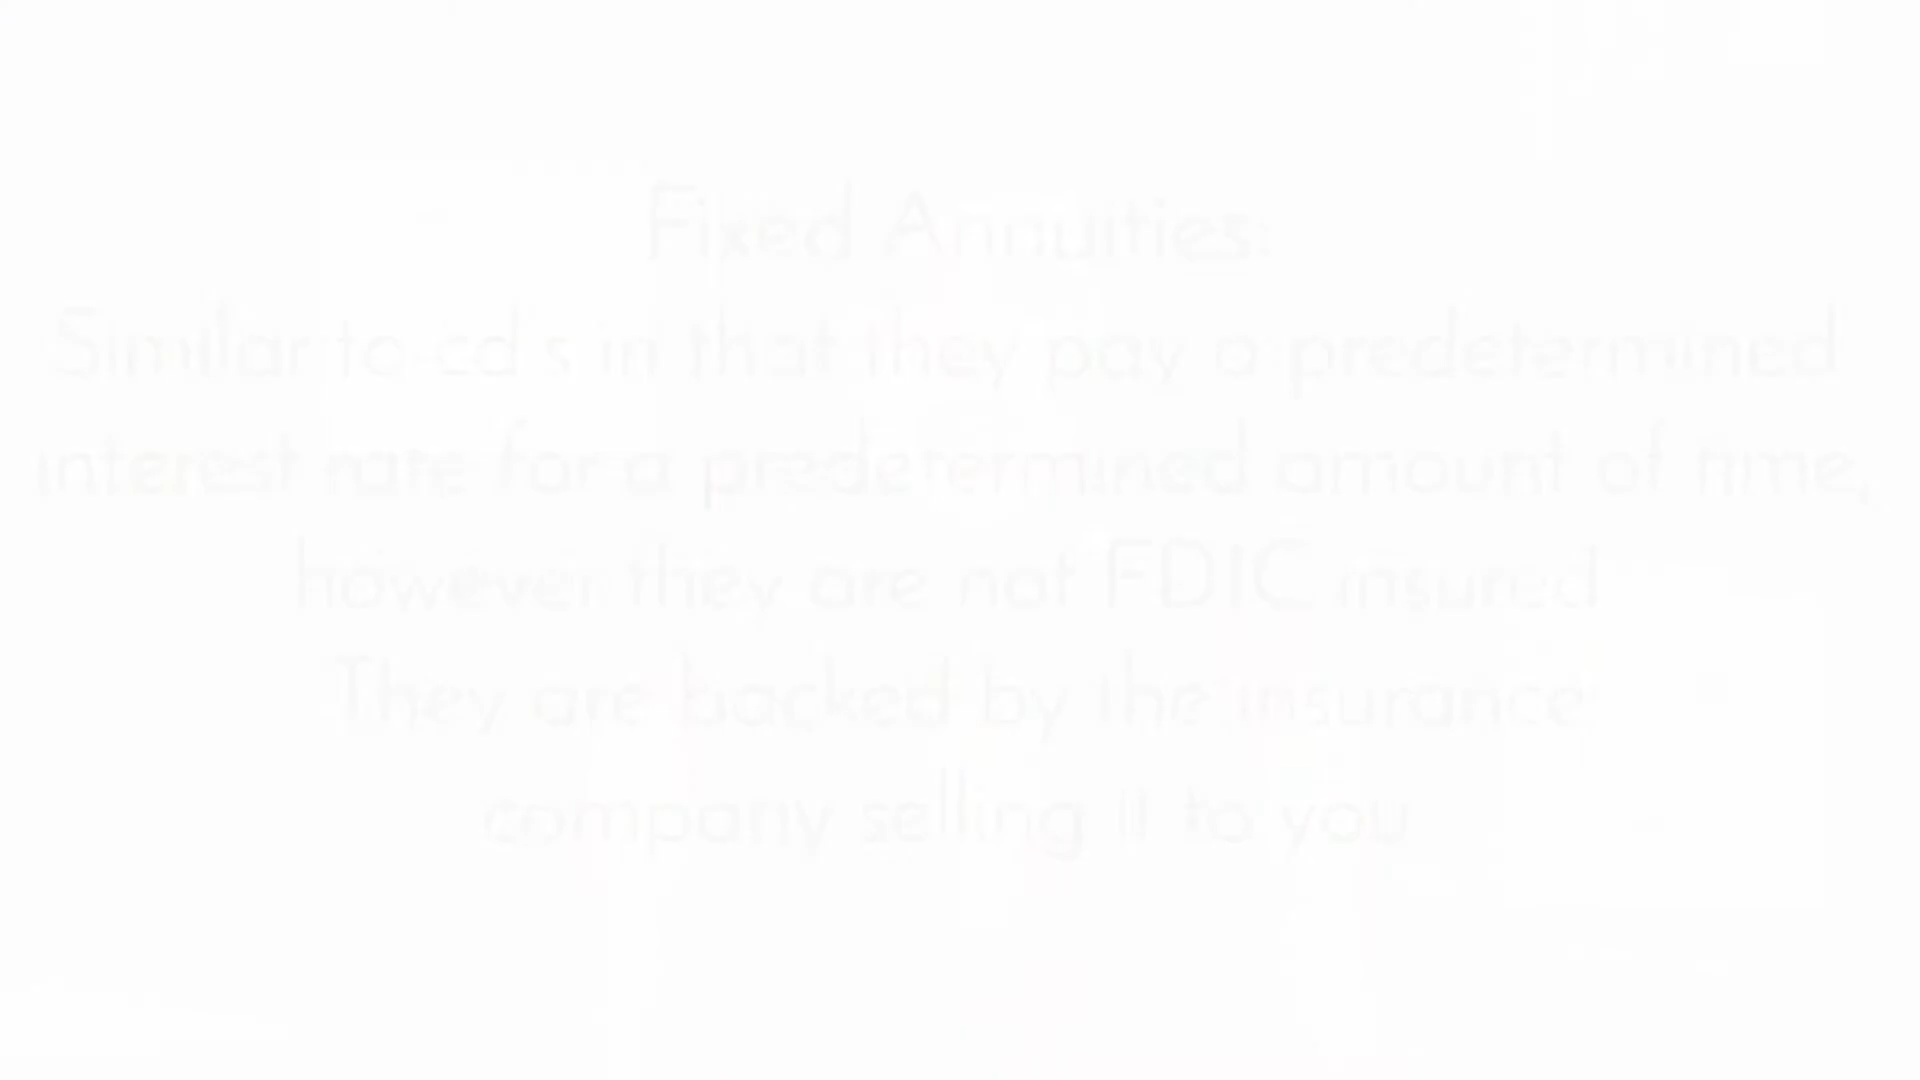 Fixed Annuities:
Similar to cd's in that they pay a predetermined
interest rate for a predetermined amount of time,
however they are not FDIC insured
They are backed by the insurance
company selling it to you